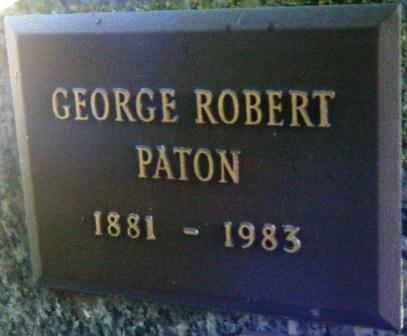 GEORGE ROBERT
PATON
1881 - 1983